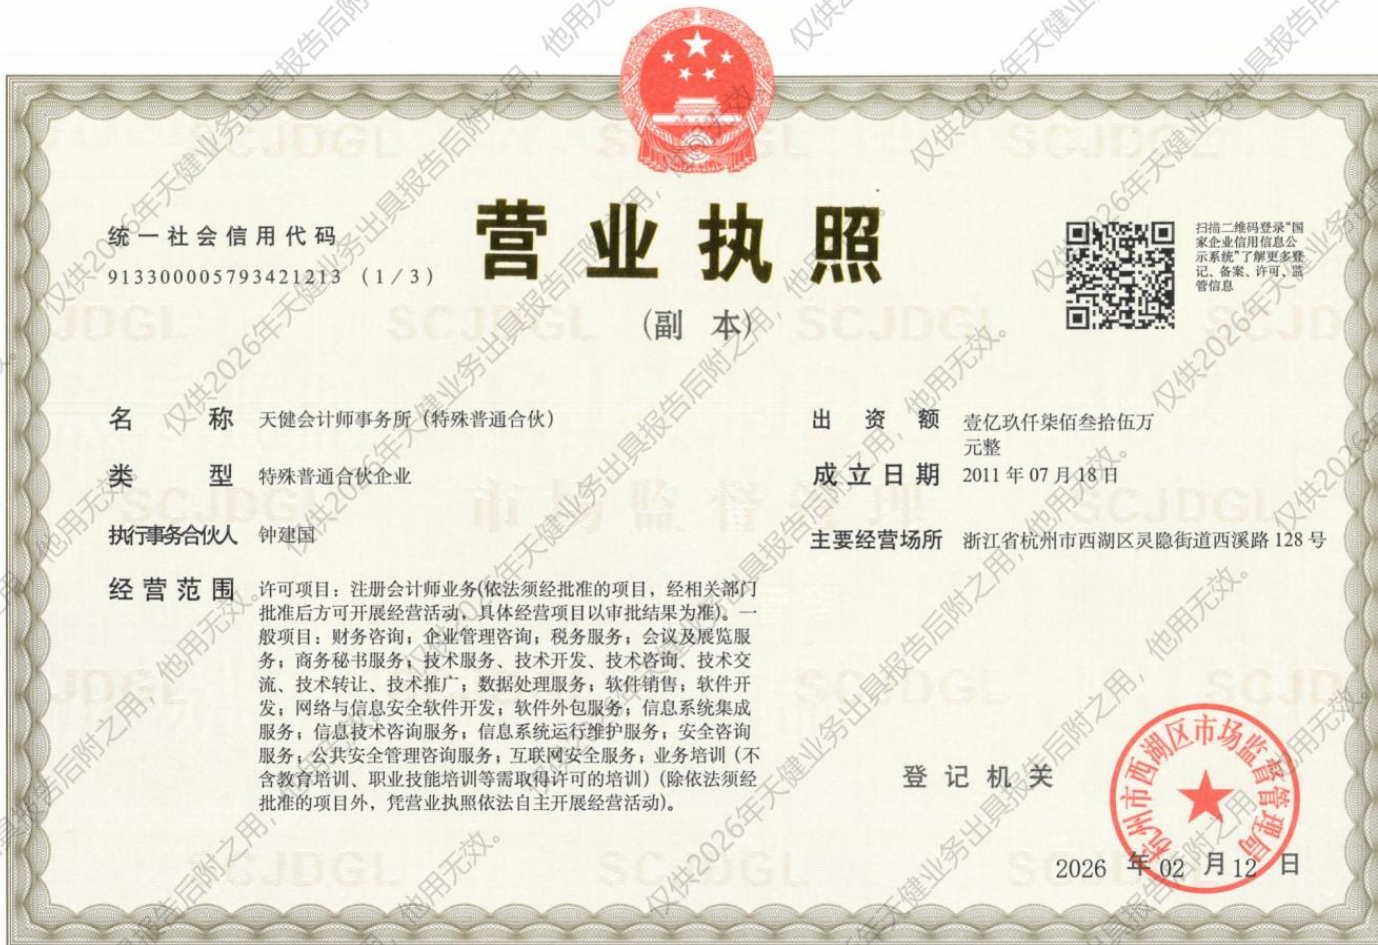 营业执照
(副 本)
统一社会信用代码
913300005793421213 (1/3)
扫描二维码登录“国
家企业信用信息公
示系统”了解更多登
记、备案、许可、监
管信息
名 称 天健会计师事务所（特殊普通合伙）
类 型 特殊普通合伙企业
执行事务合伙人 钟建国
经营范围 许可项目：注册会计师业务(依法须经批准的项目，经相关部门
批准后方可开展经营活动，具体经营项目以审批结果为准)。一
般项目：财务咨询；企业管理咨询；税务服务；会议及展览服
务；商务秘书服务；技术服务、技术开发、技术咨询、技术交
流、技术转让、技术推广；数据处理服务；软件销售；软件开
发；网络与信息安全软件开发；软件外包服务；信息系统集成
服务；信息技术咨询服务；信息系统运行维护服务；安全咨询
服务；公共安全管理咨询服务；互联网安全服务；业务培训（不
含教育培训、职业技能培训等需取得许可的培训）(除依法须经
批准的项目外，凭营业执照依法自主开展经营活动)。
出 资 额 壹亿玖仟柒佰叁拾伍万
元整
成立日期 2011年07月18日
主要经营场所 浙江省杭州市西湖区灵隐街道西溪路128号
登记机关
杭州市西湖区市场监督管理局
2026 年 02 月 12 日
仅供2026年天健业务出具报告后附之用，他用无效。
SCJDGL
市场监督管理